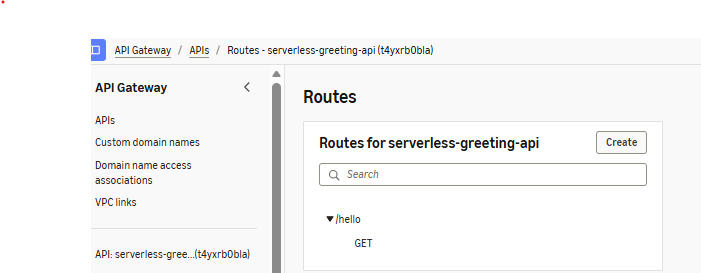 API Gateway / APIs / Routes - serverless-greeting-api (t4yxrb0bla)
API Gateway
APIs
Custom domain names
Domain name access
associations
VPC links
API: serverless-gree...(t4yxrb0bla)
Routes
Routes for serverless-greeting-api
Create
Search
/hello
GET